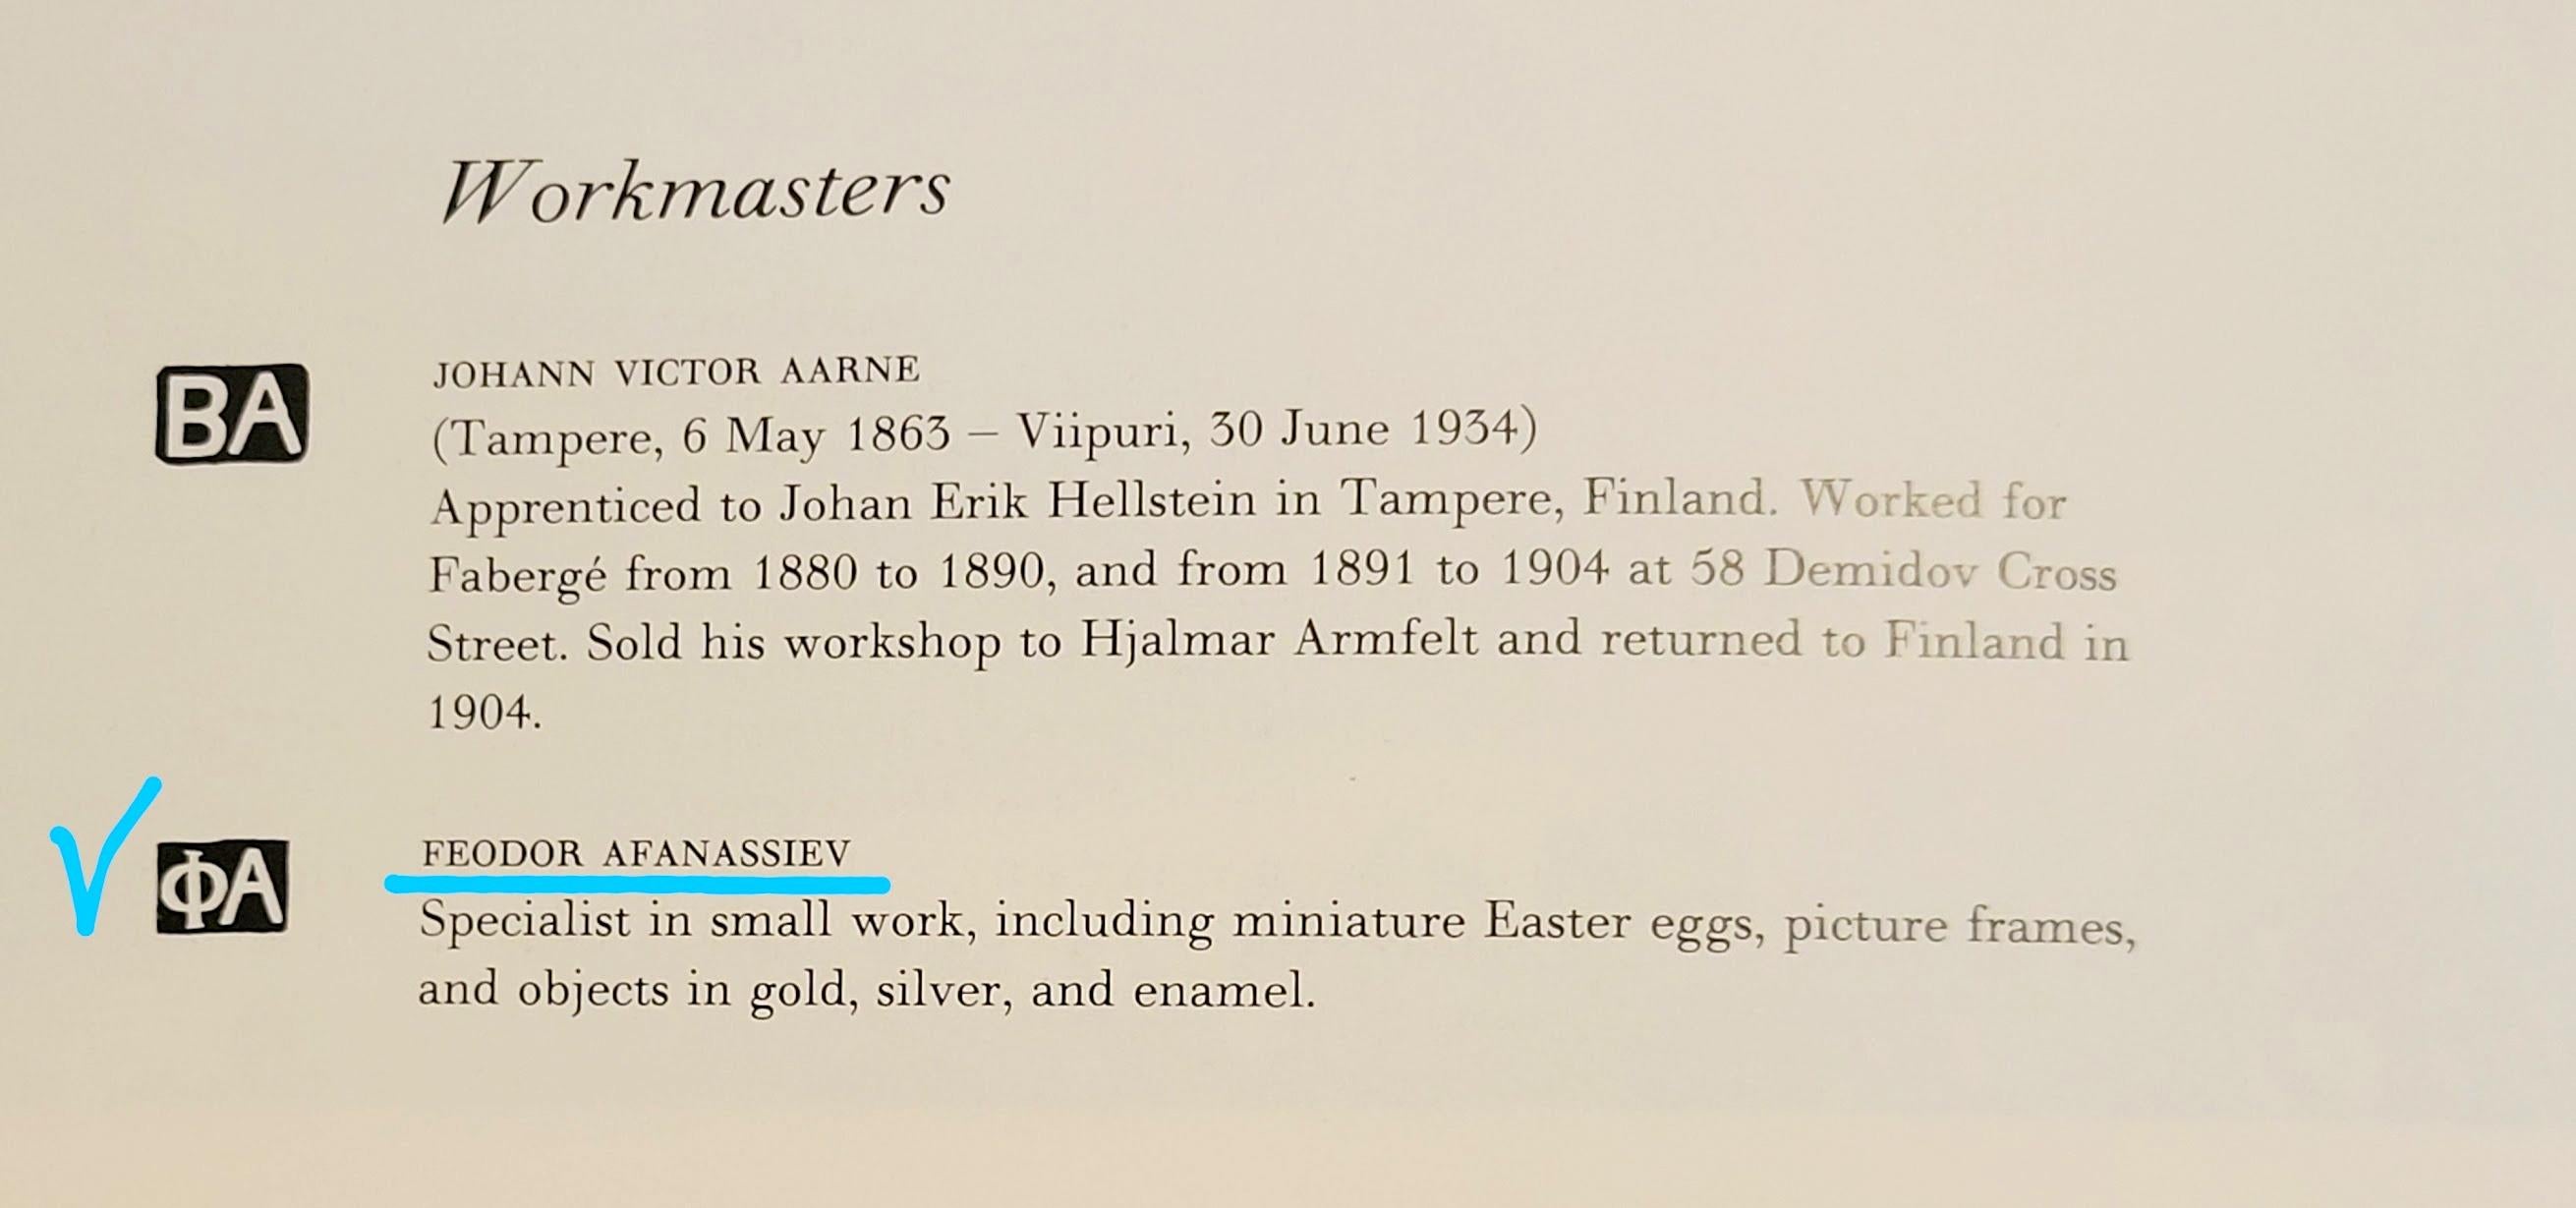 Workmasters
BA
JOHANN VICTOR AARNE
(Tampere, 6 May 1863 – Viipuri, 30 June 1934)
Apprenticed to Johan Erik Hellstein in Tampere, Finland. Worked for
Fabergé from 1880 to 1890, and from 1891 to 1904 at 58 Demidov Cross
Street. Sold his workshop to Hjalmar Armfelt and returned to Finland in
1904.
ФА
FEODOR AFANASSIEV
Specialist in small work, including miniature Easter eggs, picture frames,
and objects in gold, silver, and enamel.